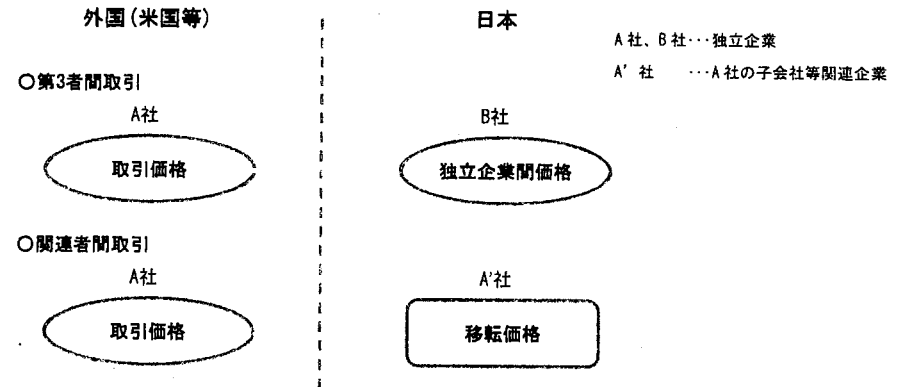 外国(米国等)
日本
A社、B社…独立企業
A'社 …A社の子会社等関連企業
○第3者間取引
A社
B社
取引価格
独立企業間価格
○関連者間取引
A社
A'社
取引価格
移転価格